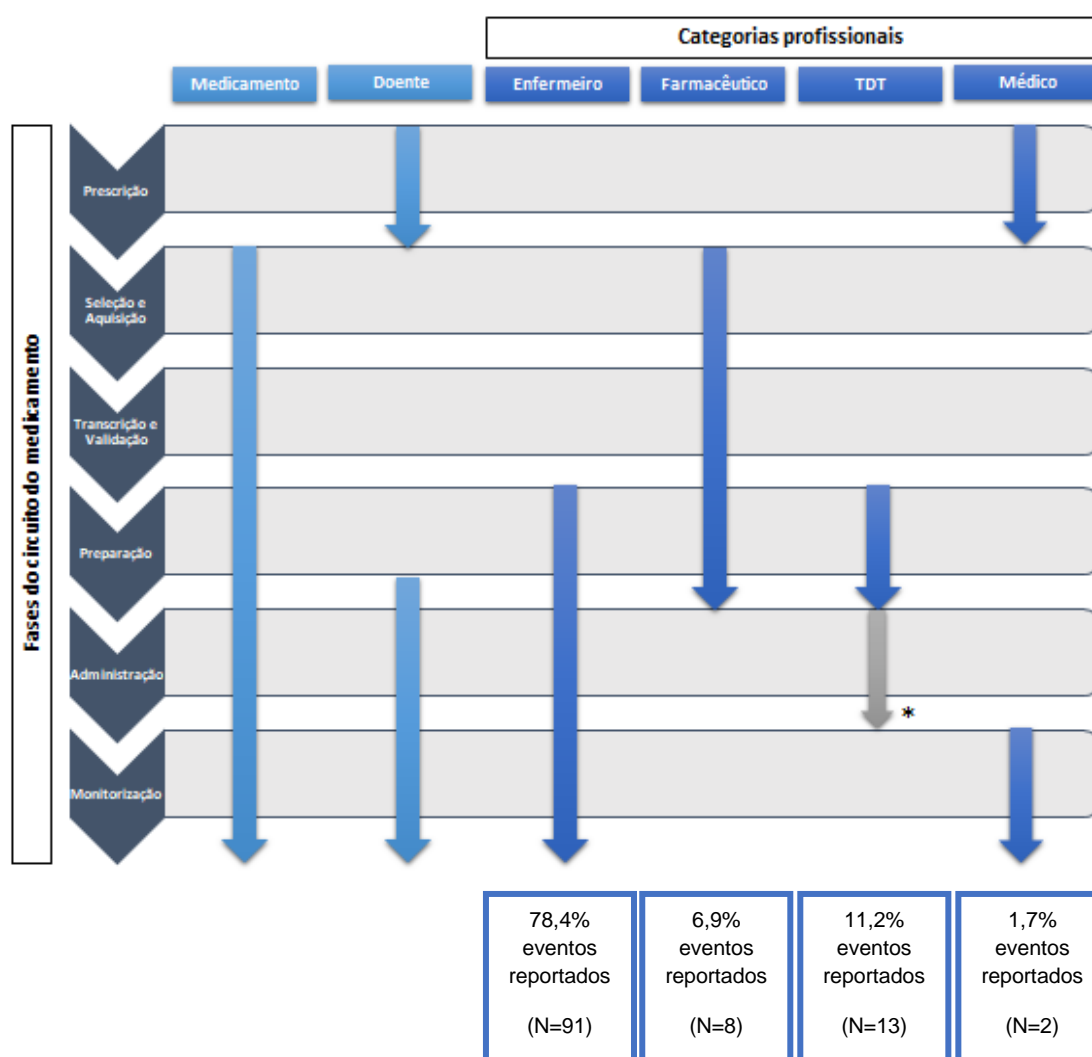 Categorias profissionais
Medicamento
Doente
Enfermeiro
Farmacêutico
TDT
Médico
Fases do circuito do medicamento
Prescrição
Seleção e
Aquisição
Transcrição e
Validação
Preparação
Administração
*
Monitorização
78,4%
eventos
reportados
(N=91)
6,9%
eventos
reportados
(N=8)
11,2%
eventos
reportados
(N=13)
1,7%
eventos
reportados
(N=2)